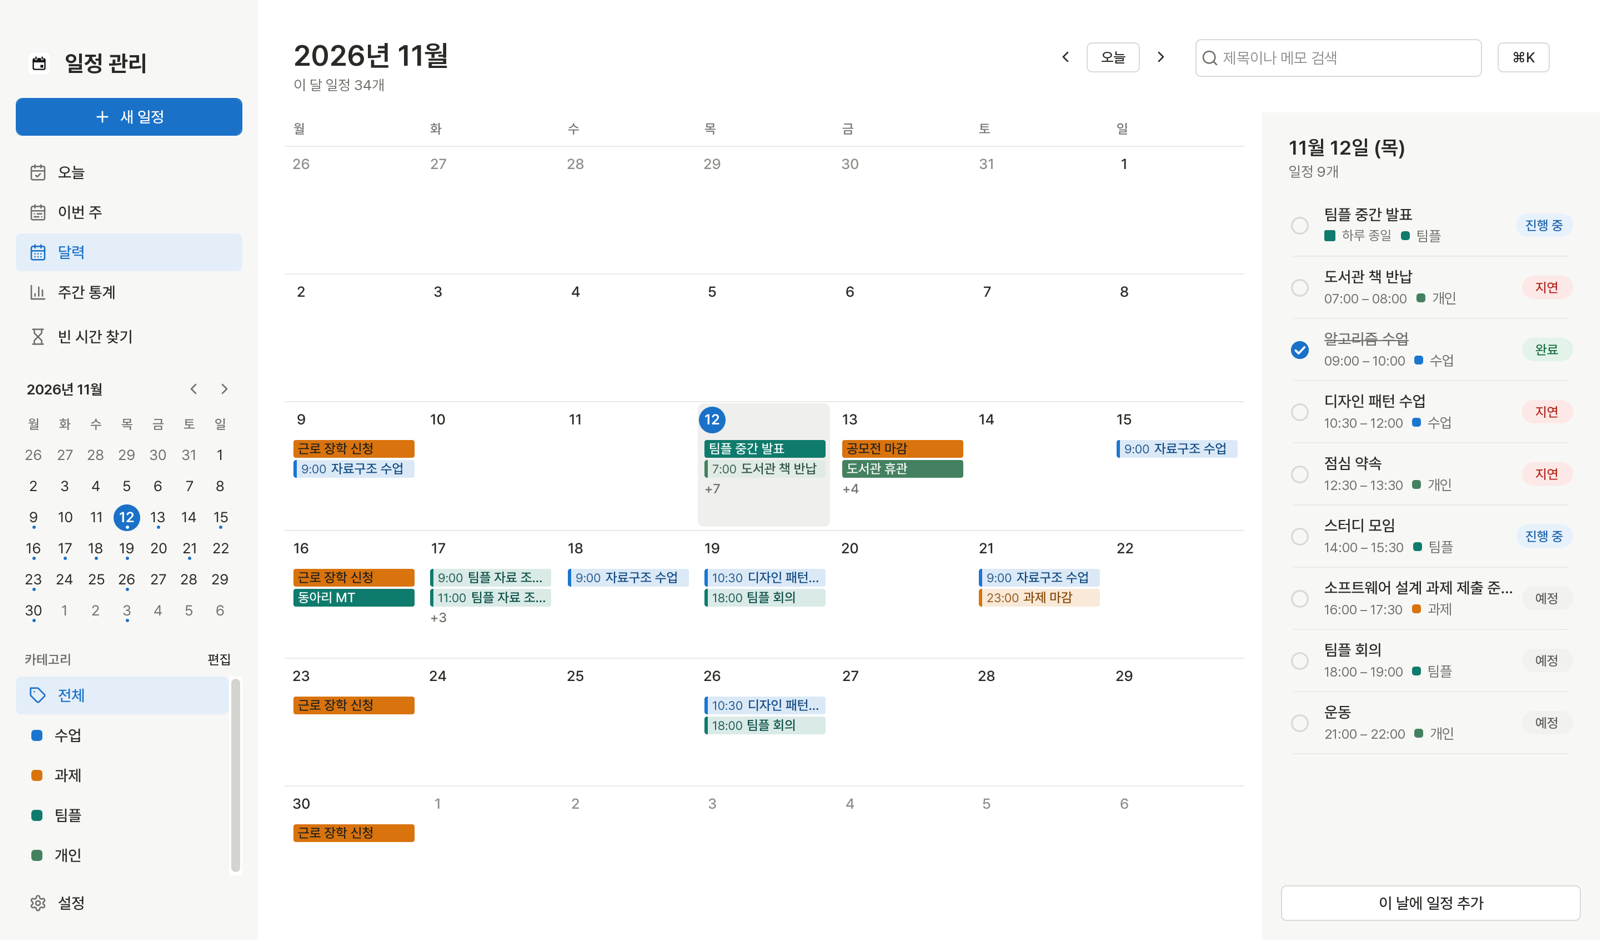 일정 관리
+ 새 일정
오늘
이번 주
달력
주간 통계
빈 시간 찾기
2026년 11월
월 화 수 목 금 토 일
26 27 28 29 30 31 1
2 3 4 5 6 7 8
9 10 11 12 13 14 15
16 17 18 19 20 21 22
23 24 25 26 27 28 29
30 1 2 3 4 5 6
카테고리 편집
전체
수업
과제
팀플
개인
설정
2026년 11월
이 달 일정 34개
오늘
제목이나 메모 검색
⌘K
월 화 수 목 금 토 일
26 27 28 29 30 31 1
2 3 4 5 6 7 8
9 10 11 12 13 14 15
근로 장학 신청 팀플 중간 발표 공모전 마감 9:00 자료구조 수업
9:00 자료구조 수업 7:00 도서관 책 반납 도서관 휴관
+7 +4
16 17 18 19 20 21 22
근로 장학 신청 9:00 팀플 자료 조... 9:00 자료구조 수업 10:30 디자인 패턴... 9:00 자료구조 수업
동아리 MT 11:00 팀플 자료 조... 18:00 팀플 회의 23:00 과제 마감
+3
23 24 25 26 27 28 29
근로 장학 신청 10:30 디자인 패턴...
18:00 팀플 회의
30 1 2 3 4 5 6
근로 장학 신청
11월 12일 (목)
일정 9개
팀플 중간 발표
하루 종일 팀플
진행 중
도서관 책 반납
07:00 – 08:00 개인
지연
알고리즘 수업
09:00 – 10:00 수업
완료
디자인 패턴 수업
10:30 – 12:00 수업
지연
점심 약속
12:30 – 13:30 개인
지연
스터디 모임
14:00 – 15:30 팀플
진행 중
소프트웨어 설계 과제 제출 준...
16:00 – 17:30 과제
예정
팀플 회의
18:00 – 19:00 팀플
예정
운동
21:00 – 22:00 개인
예정
이 날에 일정 추가